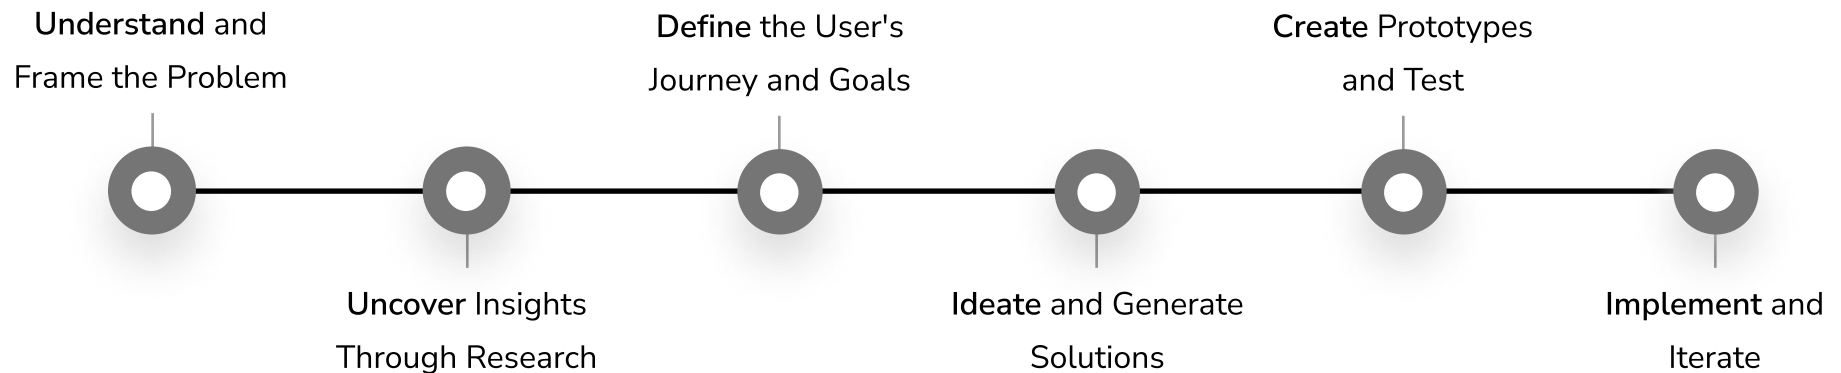 Understand and
Frame the Problem
Uncover Insights
Through Research
Define the User's
Journey and Goals
Ideate and Generate
Solutions
Create Prototypes
and Test
Implement and
Iterate